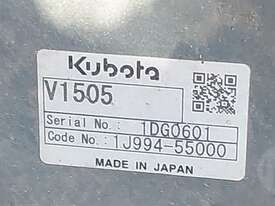 Kubota
V1505
Serial No.: 1DG0601
Code No.: 1J994-55000
MADE IN JAPAN